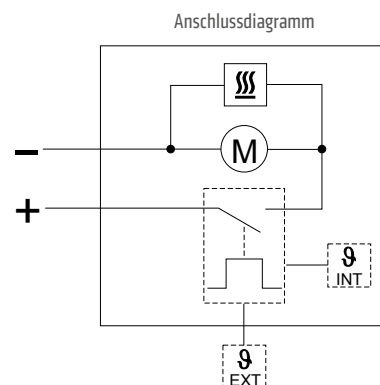 Anschlussdiagramm
−
M
+
ϑ
INT
ϑ
EXT